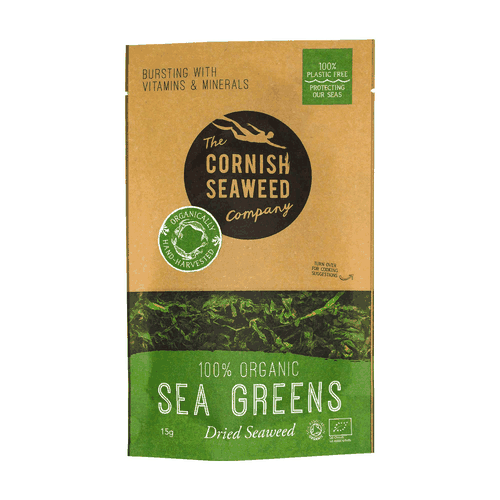 BURSTING WITH
VITAMINS & MINERALS
100%
PLASTIC FREE
PROTECTING
OUR SEAS
The
CORNISH
SEAWEED
Company
ORGANICALLY
HAND-HARVESTED
TURN OVER
FOR COOKING
SUGGESTIONS
100% ORGANIC
SEA GREENS
15g
Dried Seaweed